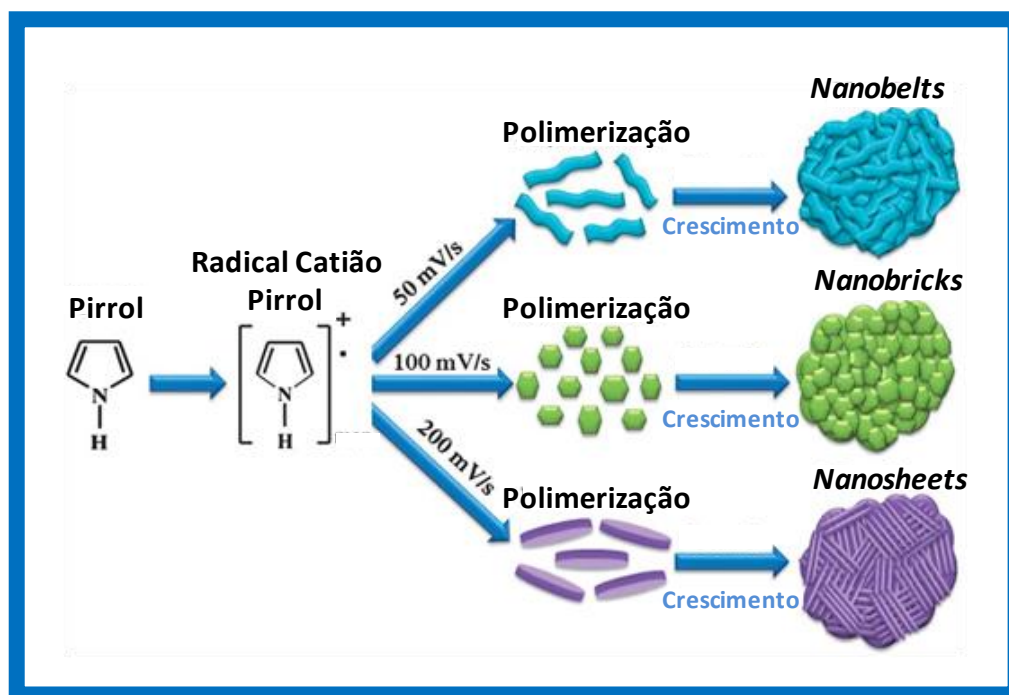 Pirrol
N
H
Radical Catião
Pirrol
+
·
N
H
50 mV/s
100 mV/s
200 mV/s
Polimerização
Crescimento
Nanobelts
Polimerização
Crescimento
Nanobricks
Polimerização
Crescimento
Nanosheets